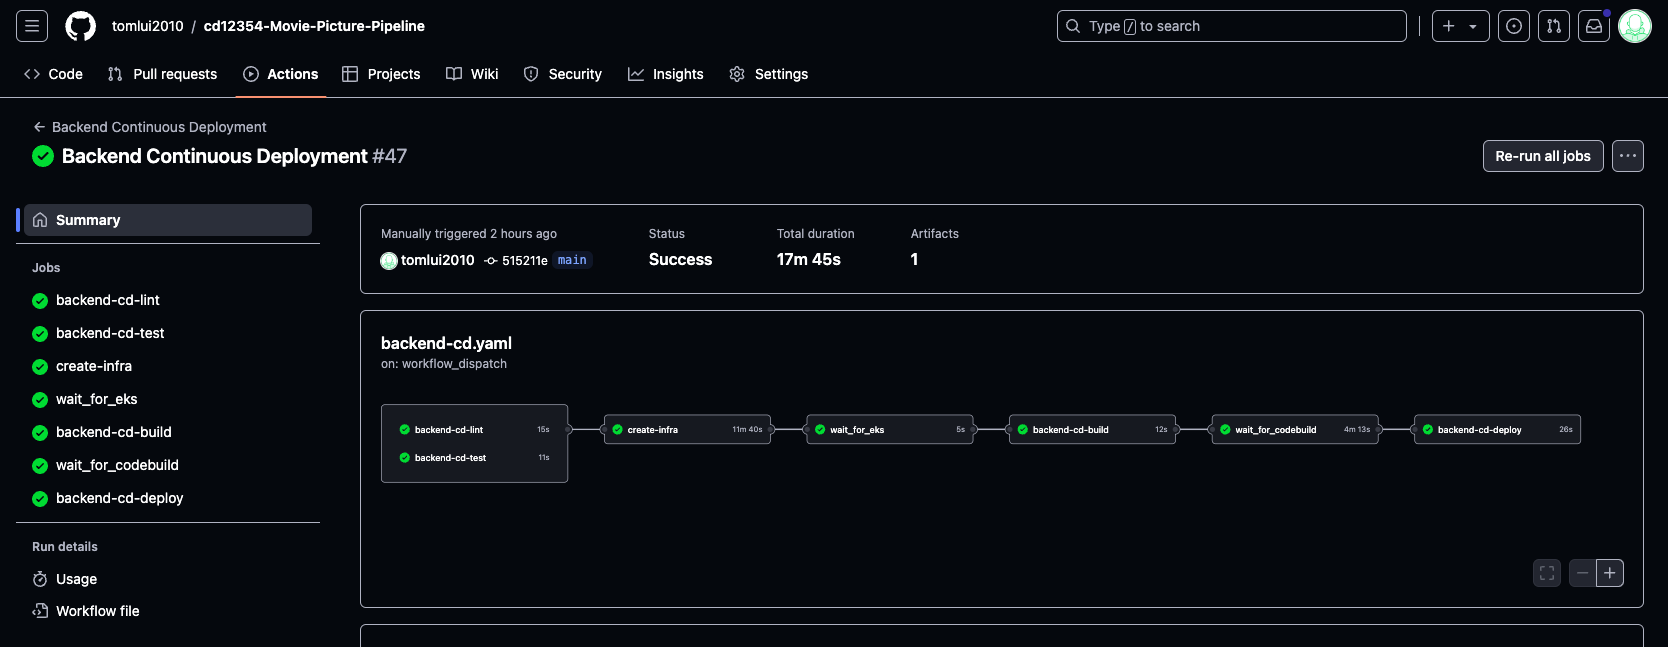 tomlui2010 / cd12354-Movie-Picture-Pipeline
Type / to search
Code Pull requests Actions Projects Wiki Security Insights Settings
Backend Continuous Deployment
Backend Continuous Deployment #47
Re-run all jobs
Summary
Jobs
backend-cd-lint
backend-cd-test
create-infra
wait_for_eks
backend-cd-build
wait_for_codebuild
backend-cd-deploy
Run details
Usage
Workflow file
Manually triggered 2 hours ago
tomlui2010 515211e main
Status
Success
Total duration
17m 45s
Artifacts
1
backend-cd.yaml
on: workflow_dispatch
backend-cd-lint 15s
backend-cd-test 11s
create-infra 11m 40s
wait_for_eks 5s
backend-cd-build 12s
wait_for_codebuild 4m 13s
backend-cd-deploy 26s